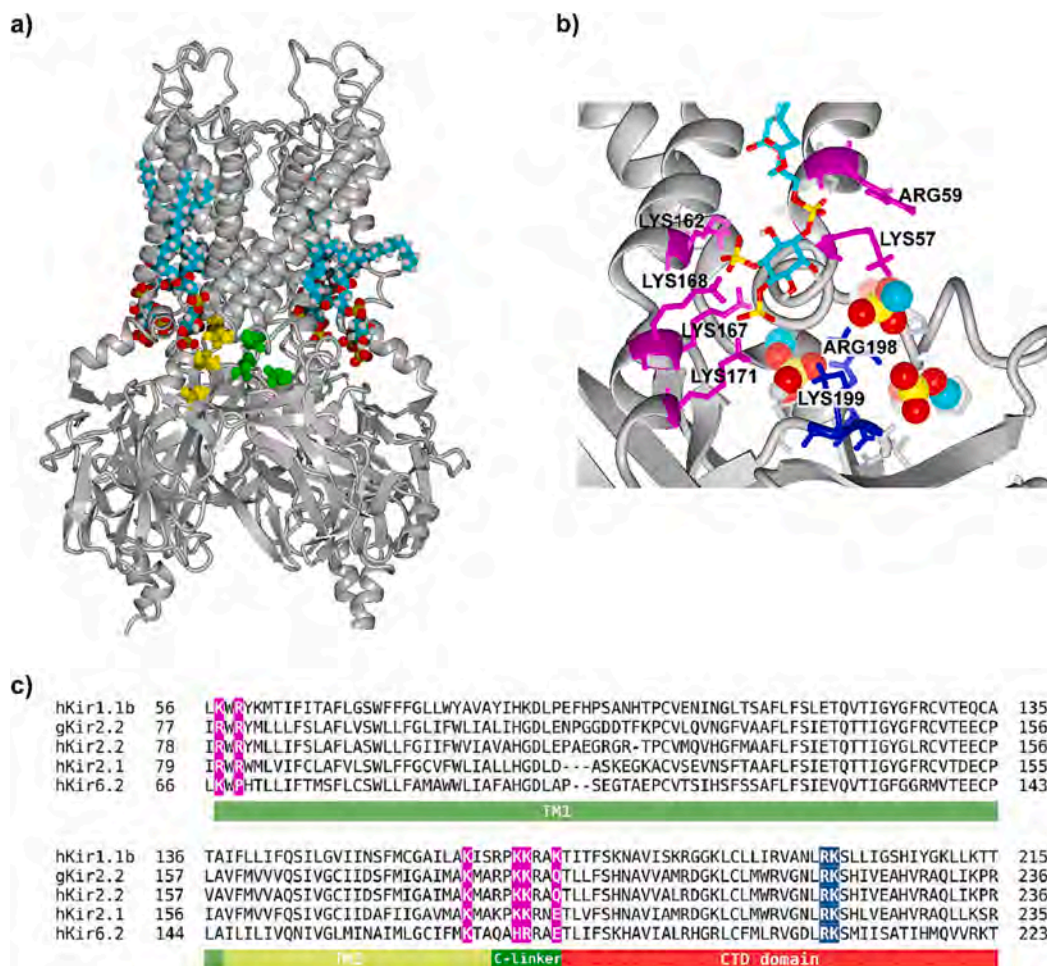 a)
b)
ARG59
LYS162
LYS57
LYS168
LYS167
ARG198
LYS171
LYS199
c)
hKir1.1b 56 LKWRYKMTIFITAFLGSWFFFGLLWYAVAYIHKDLPEFHPSANHTPCVENINGLTSAFLFSLETQVTIGYGFRCVTEQCA 135
gKir2.2 77 IRWRYMLLLFSLAFLVSWLLFGLIFWLIALIHGDLENPGGDDTFKPCVLQVNGFVAAFLFSIETQTTIGYGFRCVTEECP 156
hKir2.2 78 IRWRYMLLIFSLAFLASWLLFGIIFWVIAVAHGDLEPAEGRGR-TPCVMQVHGFMAAFLFSIETQTTIGYGLRCVTEECP 156
hKir2.1 79 IRWRWMLVIFCLAFVLSWLFFGCVFWLIALLHGDLD---ASKEGKACVSEVNSFTAAFLFSIETQTTIGYGFRCVTDECP 155
hKir6.2 66 LKWPHTLLIFTMSFLCSWLLFAMAWWLIAFAHGDLAP--SEGTAEPCVTSIHSFSSAFLFSIEVQVTIGFGGRMVTEECP 143
TM1
hKir1.1b 136 TAIFLLIFQSILGVIINSFMCGAILAKISRPKKRAKTITFSKNAVISKRGGKLCLLIRVANLRKSLLIGSHIYGKLLKTT 215
gKir2.2 157 LAVFMVVVQSIVGCIIDSFMIGAIMAKMARPKKRAQTLLFSHNAVVAMRDGKLCLMWRVGNLRKSHIVEAHVRAQLIKPR 236
hKir2.2 157 VAVFMVVAQSIVGCIIDSFMIGAIMAKMARPKKRAQTLLFSHNAVVALRDGKLCLMWRVGNLRKSHIVEAHVRAQLIKPR 236
hKir2.1 156 IAVFMVVFQSIVGCIIDAFIIGAVMAKMAKPKKRNETLVFSHNAVIAMRDGKLCLMWRVGNLRKSHLVEAHVRAQLLKSR 235
hKir6.2 144 LAILILIVQNIVGLMINAIMLGCIFMKTAQAHRRAETLIFSKHAVIALRHGRLCFMLRVGDLRKSMIISATIHMQVVRKT 223
TM2 C-linker CTD domain